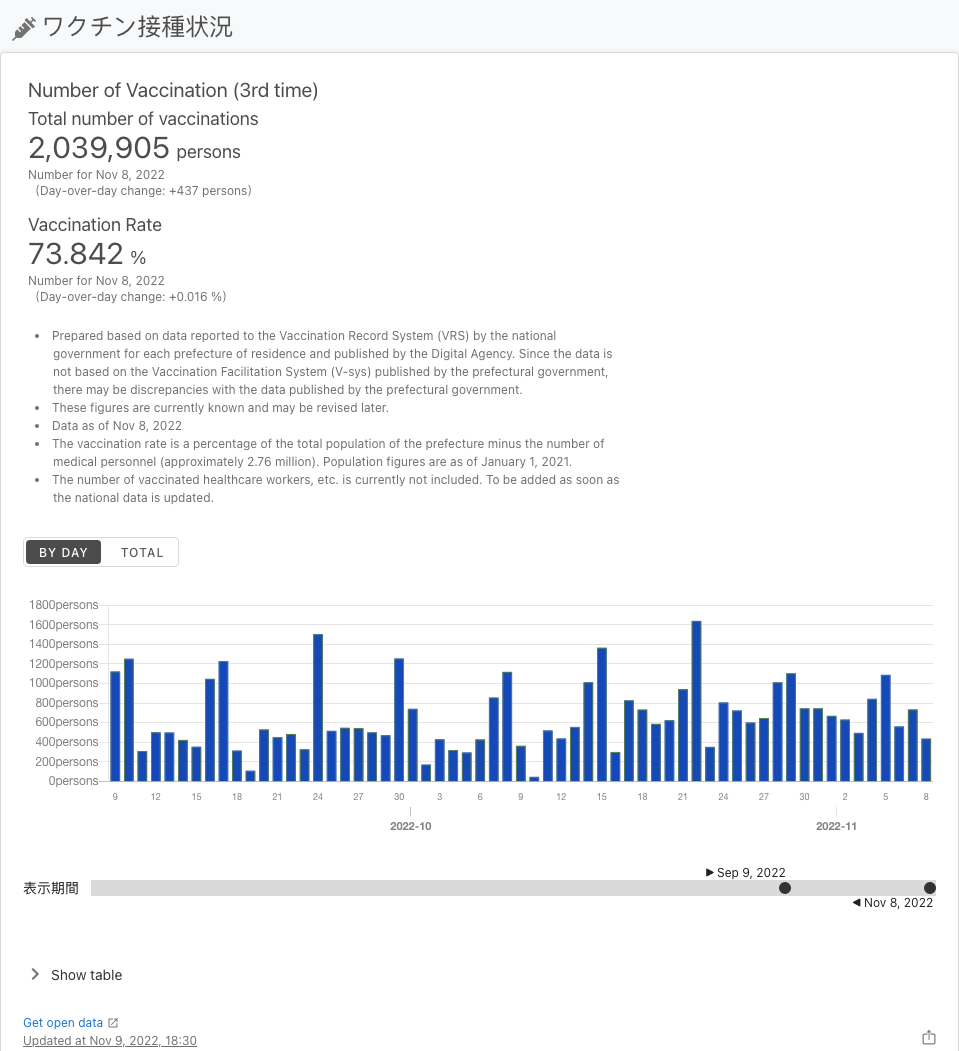 ワクチン接種状況
Number of Vaccination (3rd time)
Total number of vaccinations
2,039,905 persons
Number for Nov 8, 2022
(Day-over-day change: +437 persons)
Vaccination Rate
73.842 %
Number for Nov 8, 2022
(Day-over-day change: +0.016 %)
• Prepared based on data reported to the Vaccination Record System (VRS) by the national
government for each prefecture of residence and published by the Digital Agency. Since the data is
not based on the Vaccination Facilitation System (V-sys) published by the prefectural government,
there may be discrepancies with the data published by the prefectural government.
• These figures are currently known and may be revised later.
• Data as of Nov 8, 2022
• The vaccination rate is a percentage of the total population of the prefecture minus the number of
medical personnel (approximately 2.76 million). Population figures are as of January 1, 2021.
• The number of vaccinated healthcare workers, etc. is currently not included. To be added as soon as
the national data is updated.
BY DAY TOTAL
1800persons
1600persons
1400persons
1200persons
1000persons
800persons
600persons
400persons
200persons
0persons
9 12 15 18 21 24 27 30 3 6 9 12 15 18 21 24 27 30 2 5 8
2022-10 2022-11
▶ Sep 9, 2022
表示期間
◀ Nov 8, 2022
Show table
Get open data
Updated at Nov 9, 2022, 18:30